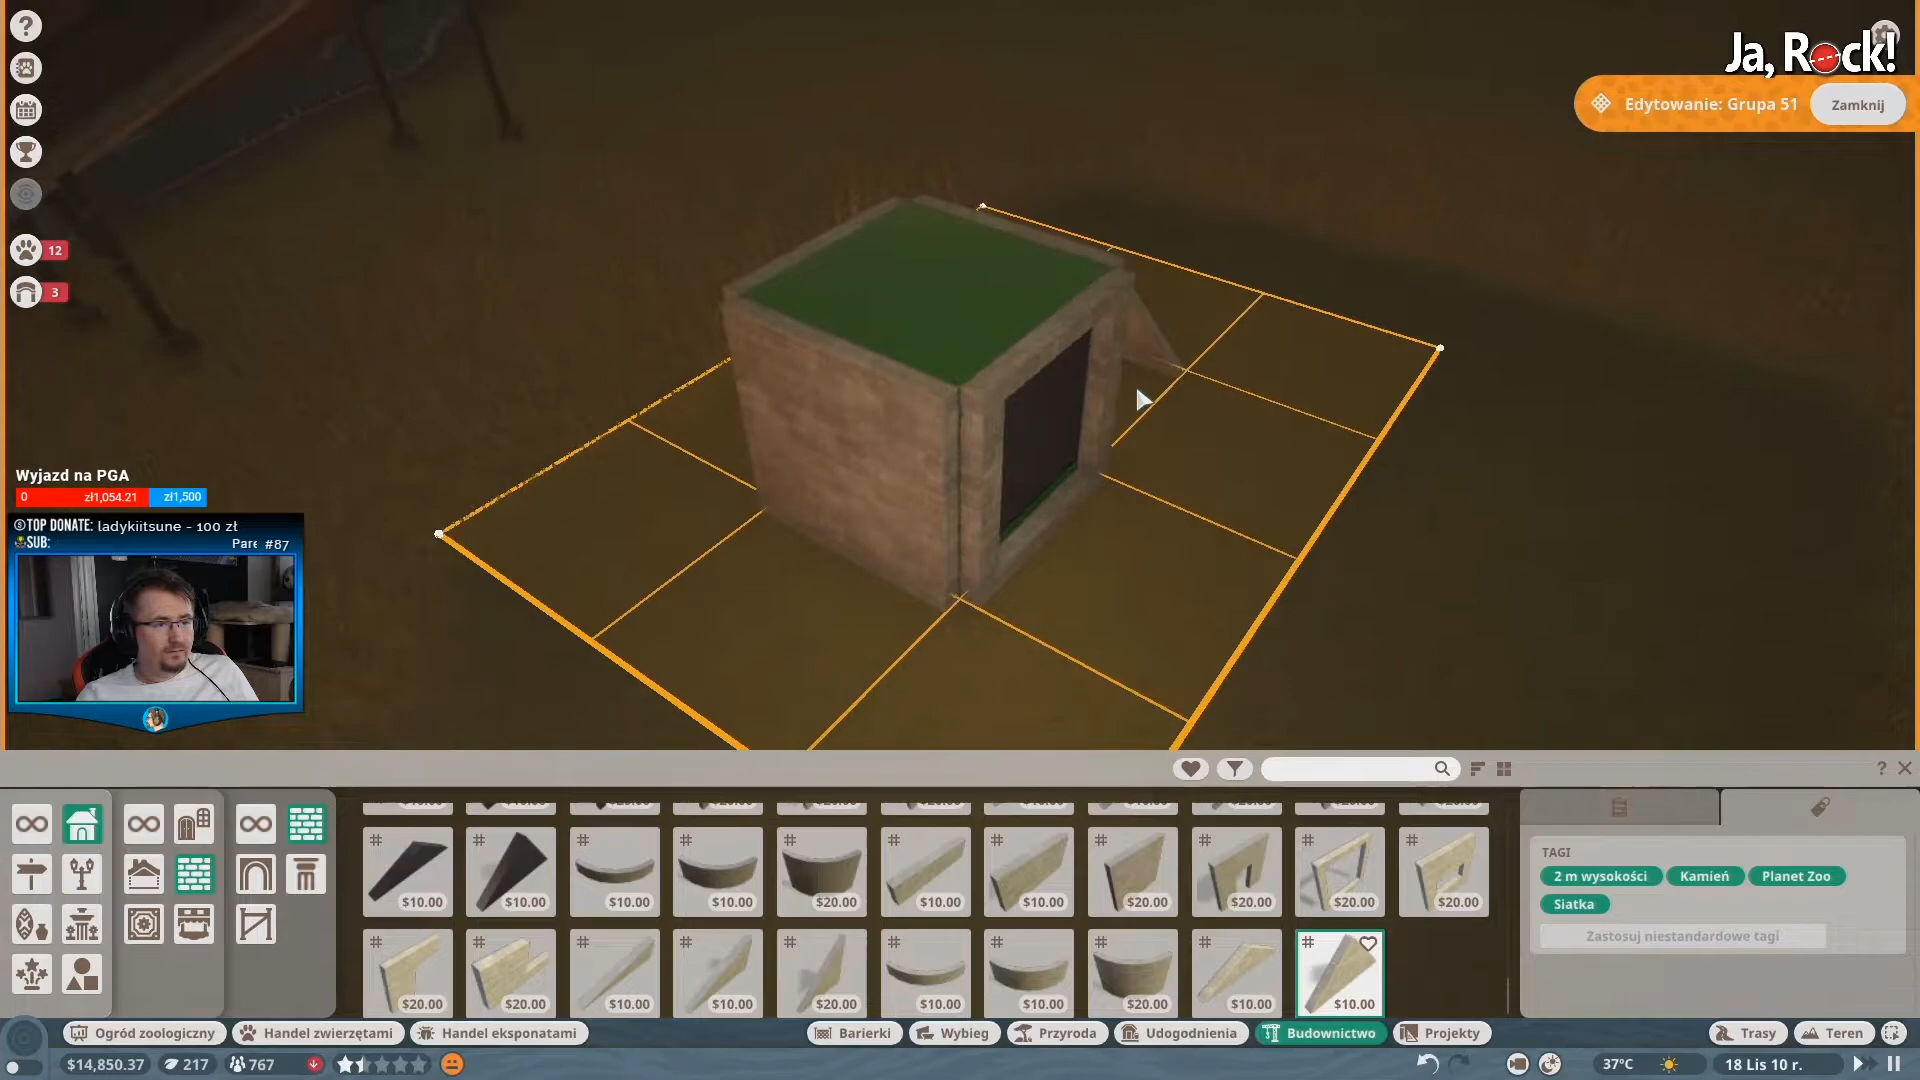 Ja, Rock!
Edytowanie: Grupa 51
Zamknij
12
3
Wyjazd na PGA
0 zł1,054.21 zł1,500
TOP DONATE: ladykiitsune - 100 zł
SUB: Pare #87
$10.00 $10.00 $10.00 $10.00 $20.00 $10.00 $10.00 $20.00 $20.00 $20.00 $20.00
$20.00 $20.00 $10.00 $10.00 $20.00 $10.00 $10.00 $20.00 $10.00 $10.00
TAGI
2 m wysokości Kamień Planet Zoo
Siatka
Zastosuj niestandardowe tagi
Ogród zoologiczny Handel zwierzętami Handel eksponatami Barierki Wybieg Przyroda Udogodnienia Budownictwo Projekty Trasy Teren
$14,850.37 217 767 37°C 18 Lis 10 r.